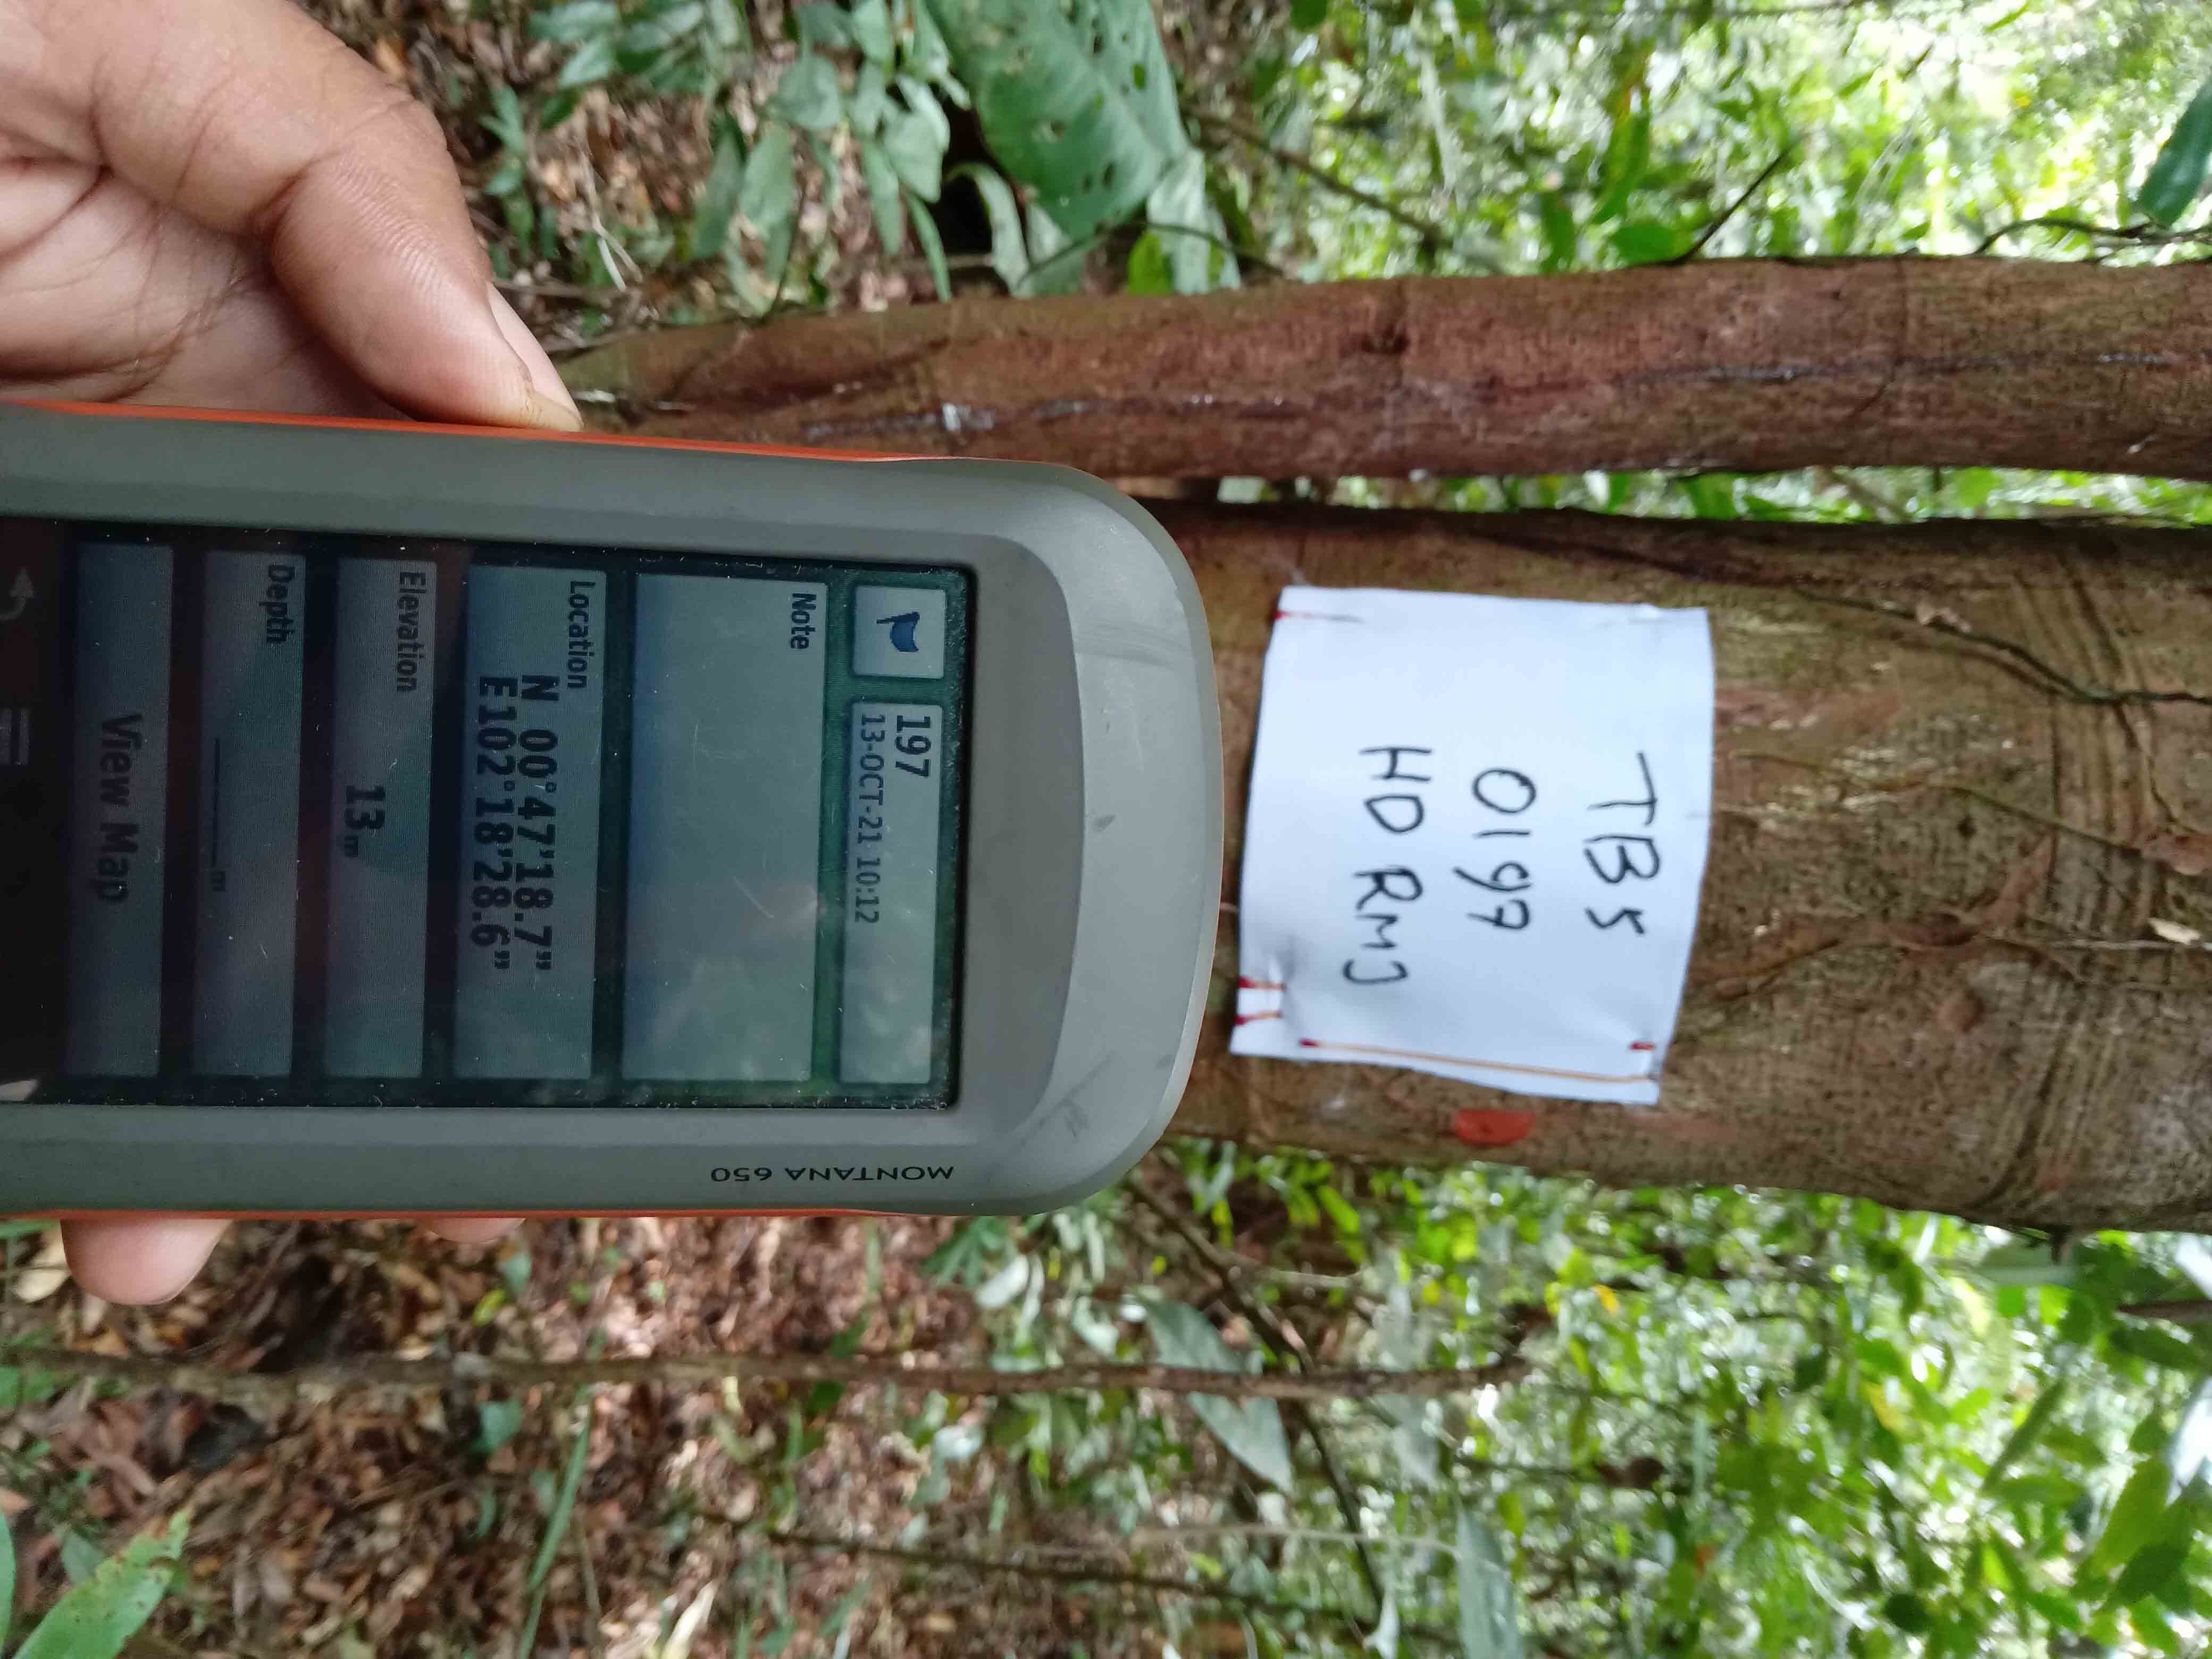 TB5
0197
HD RMJ
MONTANA 650
197
13-OCT-21 10:12
Note
Location
N 00°47'18.7"
E102°18'28.6"
Elevation
13m
Depth
_______m
View Map